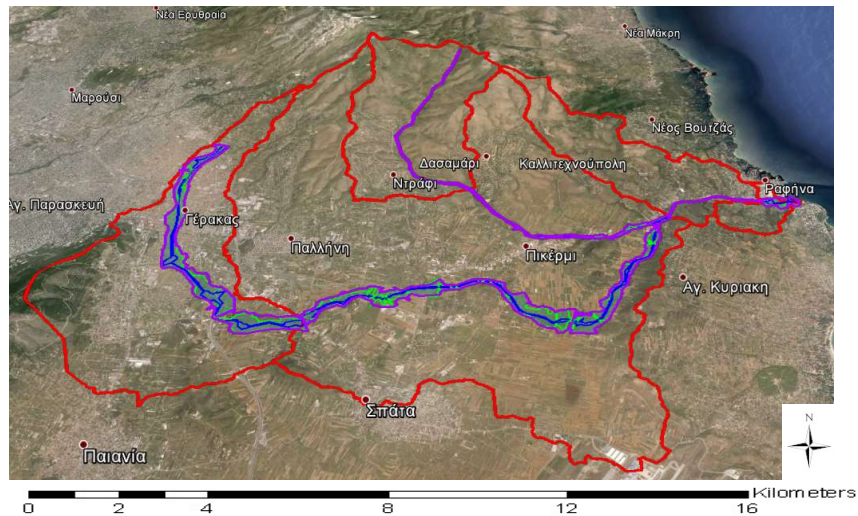 Νέα Ερυθραία
Νέα Μάκρη
Μαρούσι
Νέος Βουτζάς
Δασαμάρι
Καλλιτεχνούπολη
Ντράφι
Ραφήνα
Αγ. Παρασκευή
Γέρακας
Παλλήνη
Πικέρμι
Αγ. Κυριακη
Σπάτα
Παιανία
N
Kilometers
0 2 4 8 12 16